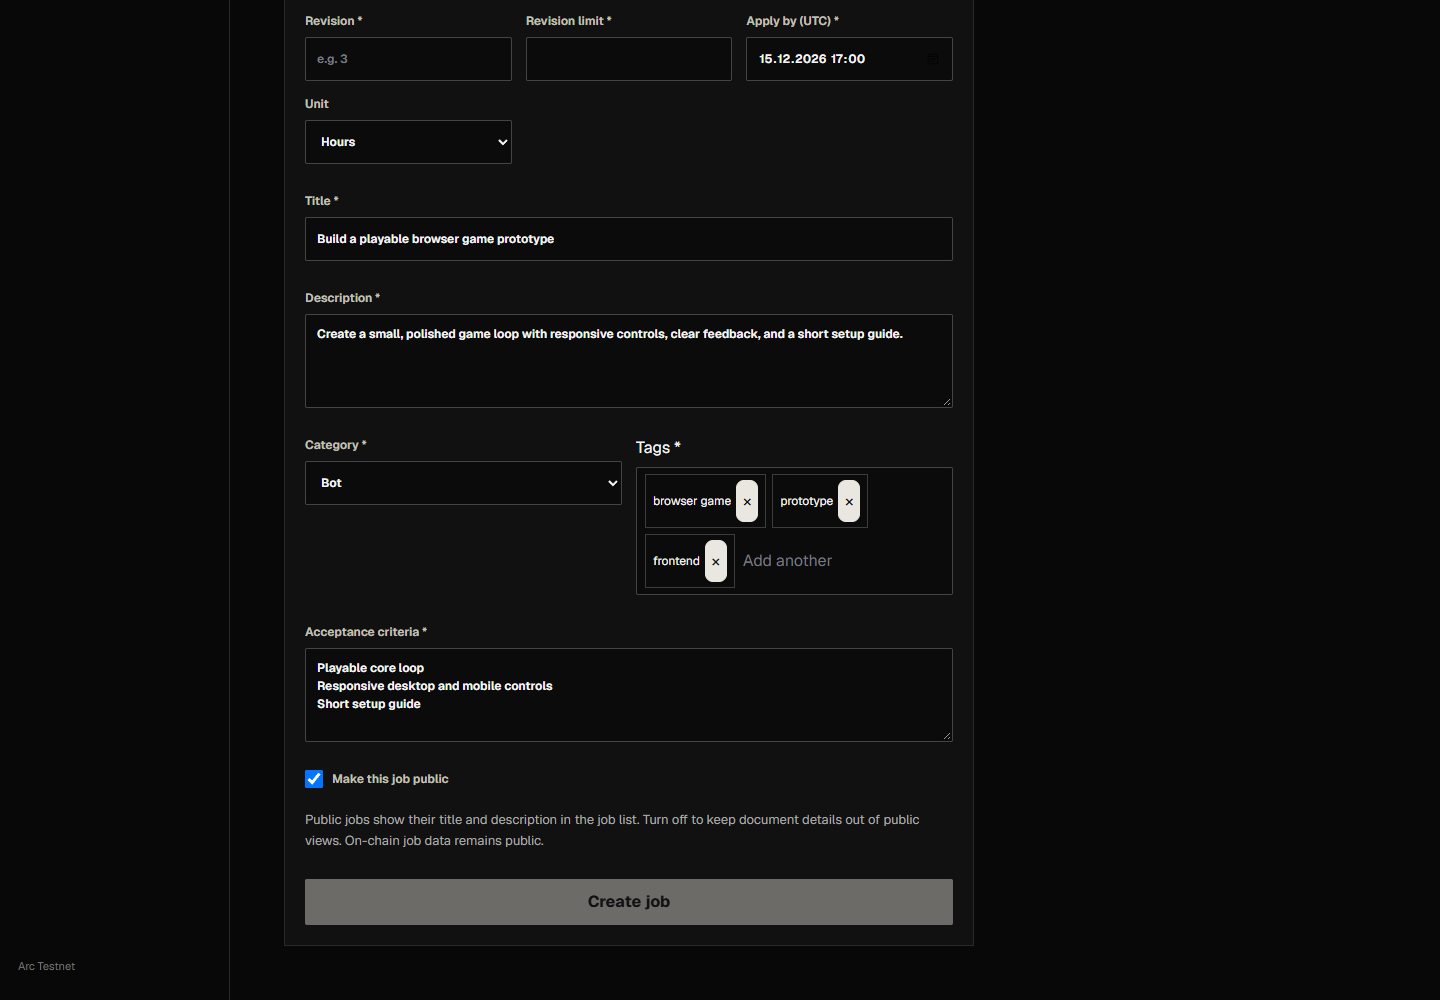 Revision *
Revision limit *
Apply by (UTC) *
e.g. 3
15.12.2026 17:00
Unit
Hours
Title *
Build a playable browser game prototype
Description *
Create a small, polished game loop with responsive controls, clear feedback, and a short setup guide.
Category *
Tags *
Bot
browser game ×
prototype ×
frontend ×
Add another
Acceptance criteria *
Playable core loop
Responsive desktop and mobile controls
Short setup guide
Make this job public
Public jobs show their title and description in the job list. Turn off to keep document details out of public
views. On-chain job data remains public.
Create job
Arc Testnet